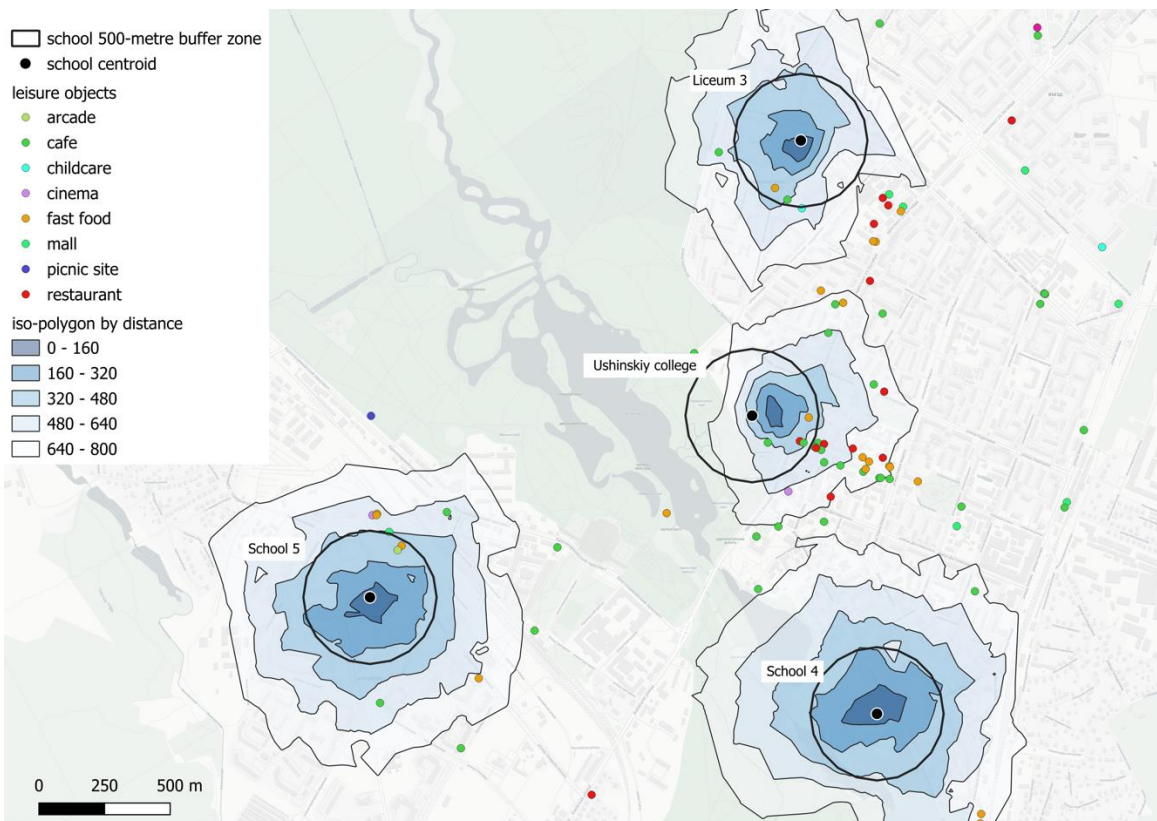 school 500-metre buffer zone
school centroid
leisure objects
arcade
cafe
childcare
cinema
fast food
mall
picnic site
restaurant
iso-polygon by distance
0 - 160
160 - 320
320 - 480
480 - 640
640 - 800
Liceum 3
Ushinskiy college
School 5
School 4
0 250 500 m